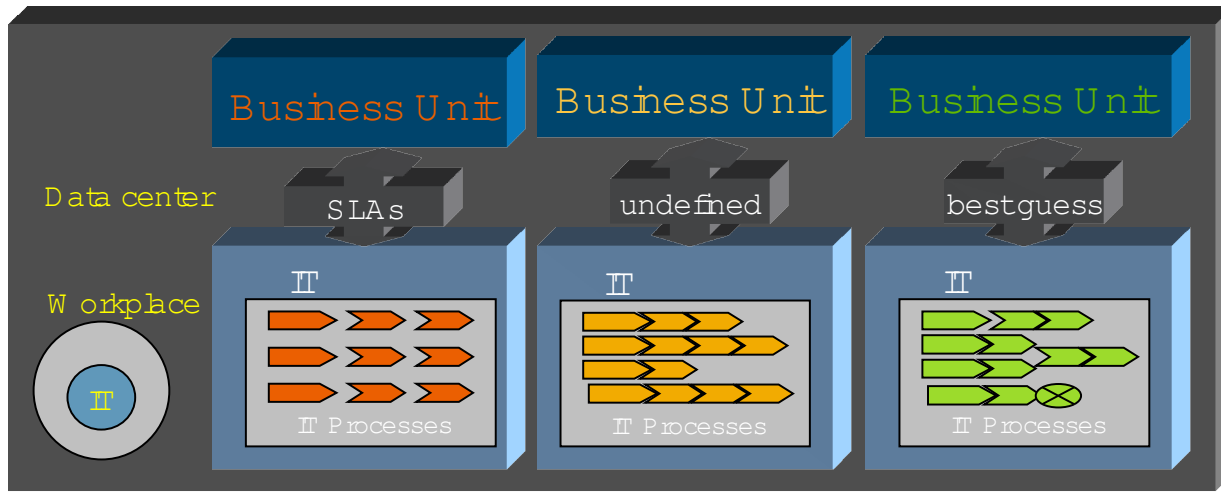 Business Unit
Business Unit
Business Unit
Data center
SLAs
undefined
best guess
Workplace
IT
IT
IT
IT
IT Processes
IT Processes
IT Processes